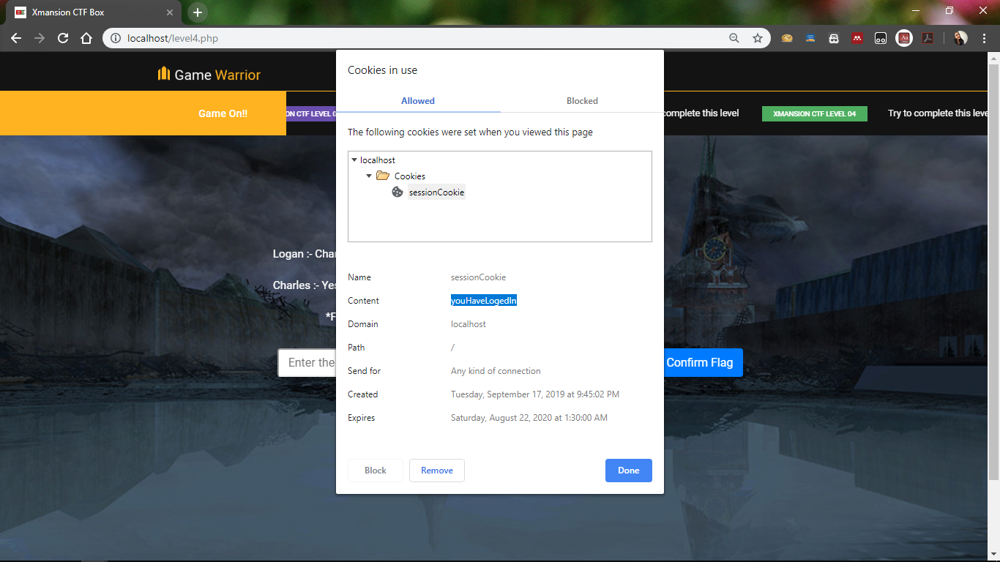 Xmansion CTF Box
localhost/level4.php
Game Warrior
Game On!!
ON CTF LEVEL
complete this level
XMANSION CTF LEVEL 04
Try to complete this leve
Cookies in use
Allowed
Blocked
The following cookies were set when you viewed this page
localhost
Cookies
sessionCookie
Logan :- Char
Charles :- Yes
*F
Enter the
Confirm Flag
Name sessionCookie
Content youHaveLogedIn
Domain localhost
Path /
Send for Any kind of connection
Created Tuesday, September 17, 2019 at 9:45:02 PM
Expires Saturday, August 22, 2020 at 1:30:00 AM
Block
Remove
Done